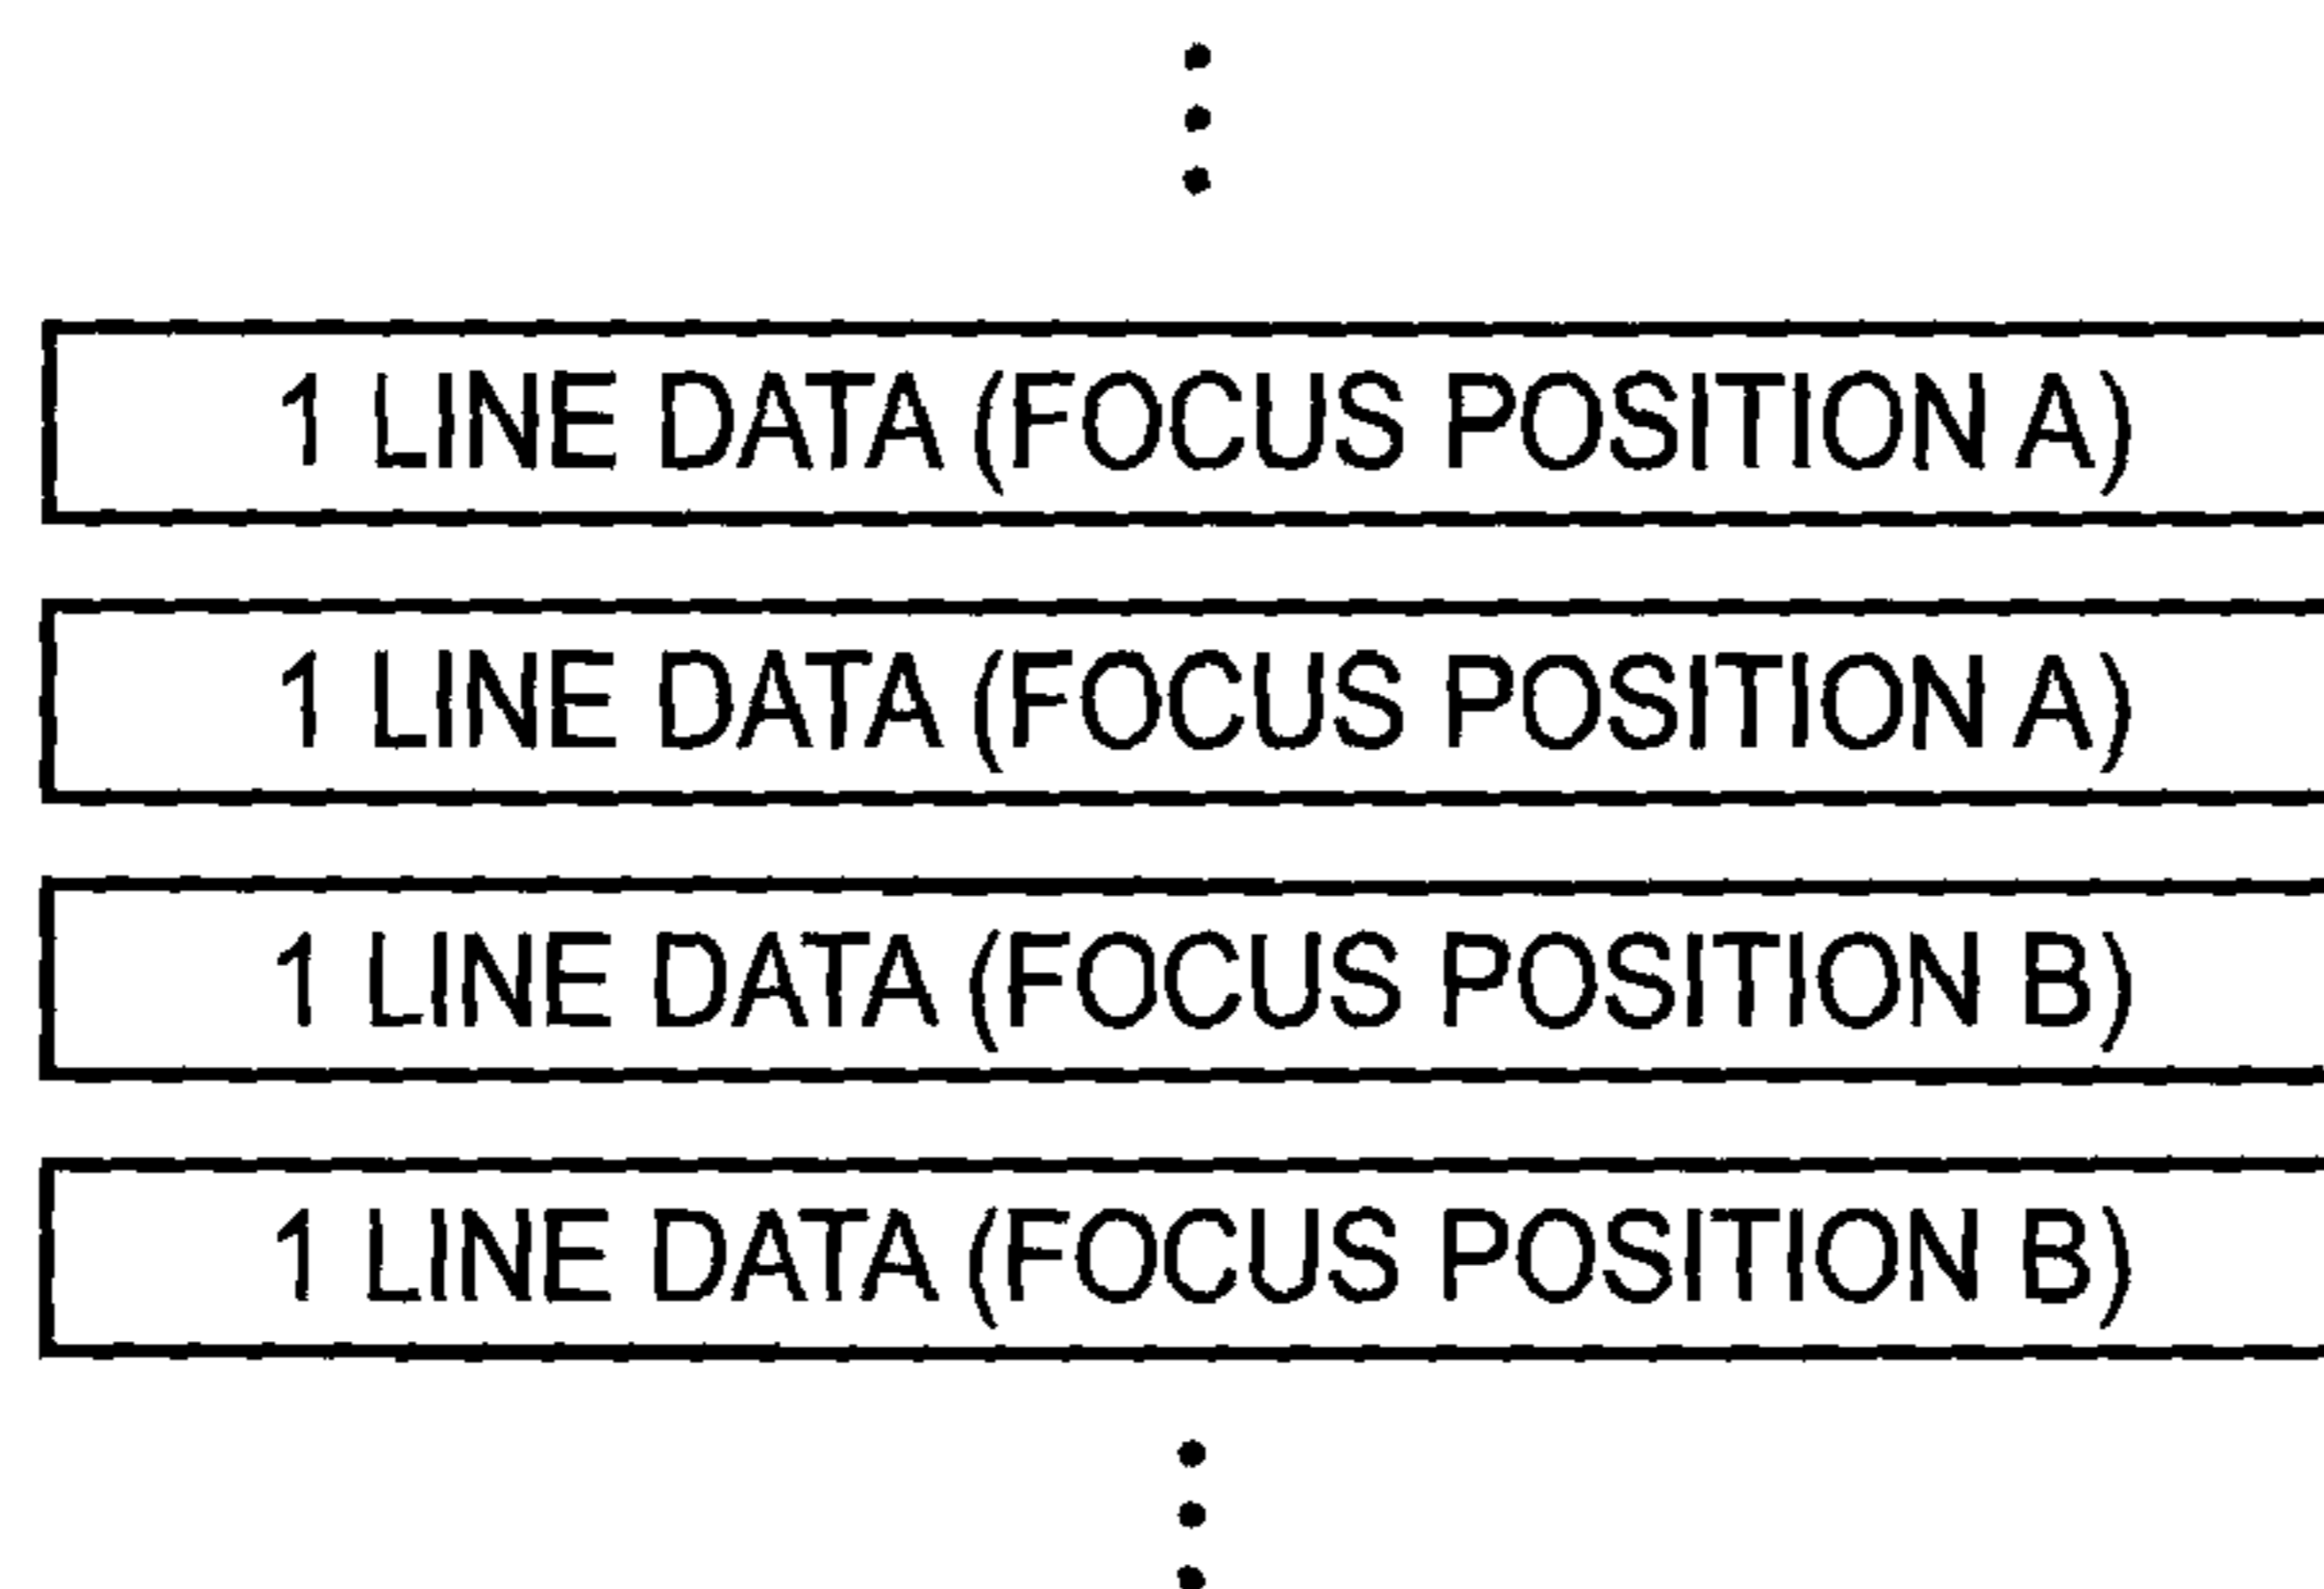 1 LINE DATA (FOCUS POSITION A)
1 LINE DATA (FOCUS POSITION A)
1 LINE DATA (FOCUS POSITION B)
1 LINE DATA (FOCUS POSITION B)